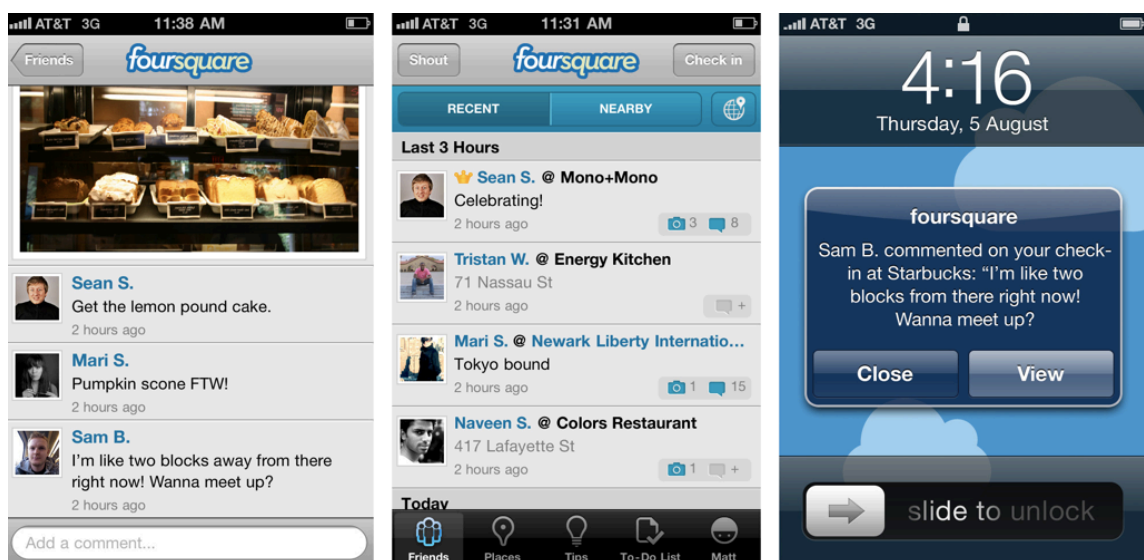 AT&T 3G 11:38 AM
Friends foursquare
Sean S.
Get the lemon pound cake.
2 hours ago
Mari S.
Pumpkin scone FTW!
2 hours ago
Sam B.
I'm like two blocks away from there
right now! Wanna meet up?
2 hours ago
Add a comment...
AT&T 3G 11:31 AM
Shout foursquare Check in
RECENT NEARBY
Last 3 Hours
Sean S. @ Mono+Mono
Celebrating!
2 hours ago 3 8
Tristan W. @ Energy Kitchen
71 Nassau St
2 hours ago +
Mari S. @ Newark Liberty Internatio...
Tokyo bound
2 hours ago 1 15
Naveen S. @ Colors Restaurant
417 Lafayette St
2 hours ago 1 +
Today
Friends Places Tips To-Do List Matt
AT&T 3G
4:16
Thursday, 5 August
foursquare
Sam B. commented on your check-
in at Starbucks: “I'm like two
blocks from there right now!
Wanna meet up?
Close View
slide to unlock